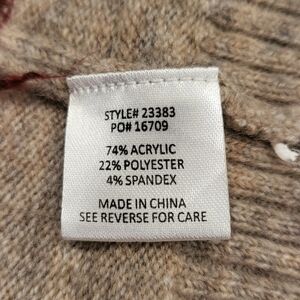 STYLE# 23383
PO# 16709
74% ACRYLIC
22% POLYESTER
4% SPANDEX
MADE IN CHINA
SEE REVERSE FOR CARE